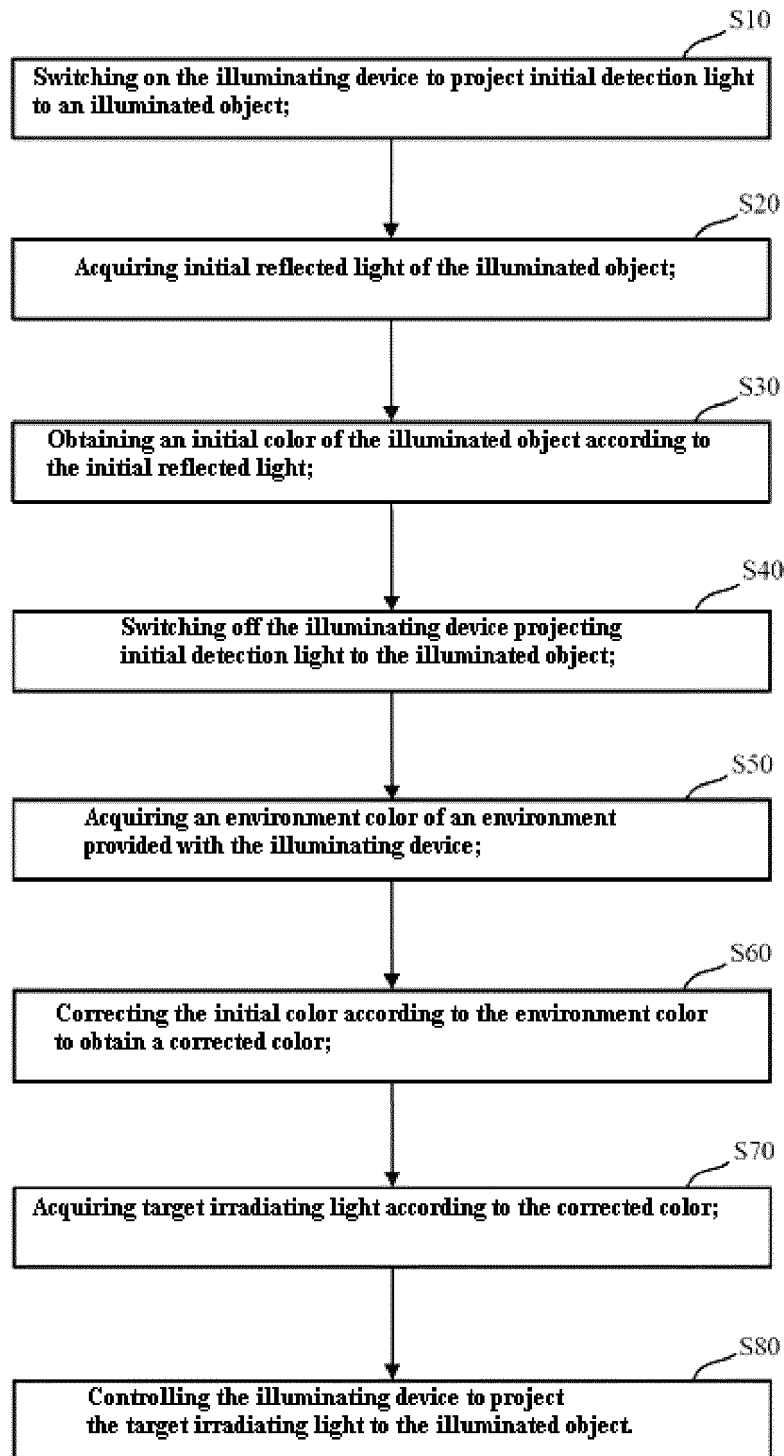 S10
Switching on the illuminating device to project initial detection light
to an illuminated object;
S20
Acquiring initial reflected light of the illuminated object;
S30
Obtaining an initial color of the illuminated object according to
the initial reflected light;
S40
Switching off the illuminating device projecting
initial detection light to the illuminated object;
S50
Acquiring an environment color of an environment
provided with the illuminating device;
S60
Correcting the initial color according to the environment color
to obtain a corrected color;
S70
Acquiring target irradiating light according to the corrected color;
S80
Controlling the illuminating device to project
the target irradiating light to the illuminated object.